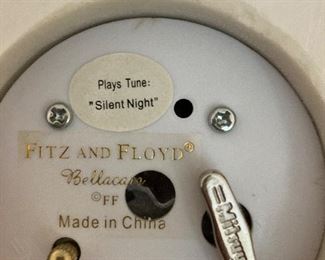 Plays Tune:
"Silent Night"
FITZ AND FLOYD®
Bellacara
©FF
Made in China